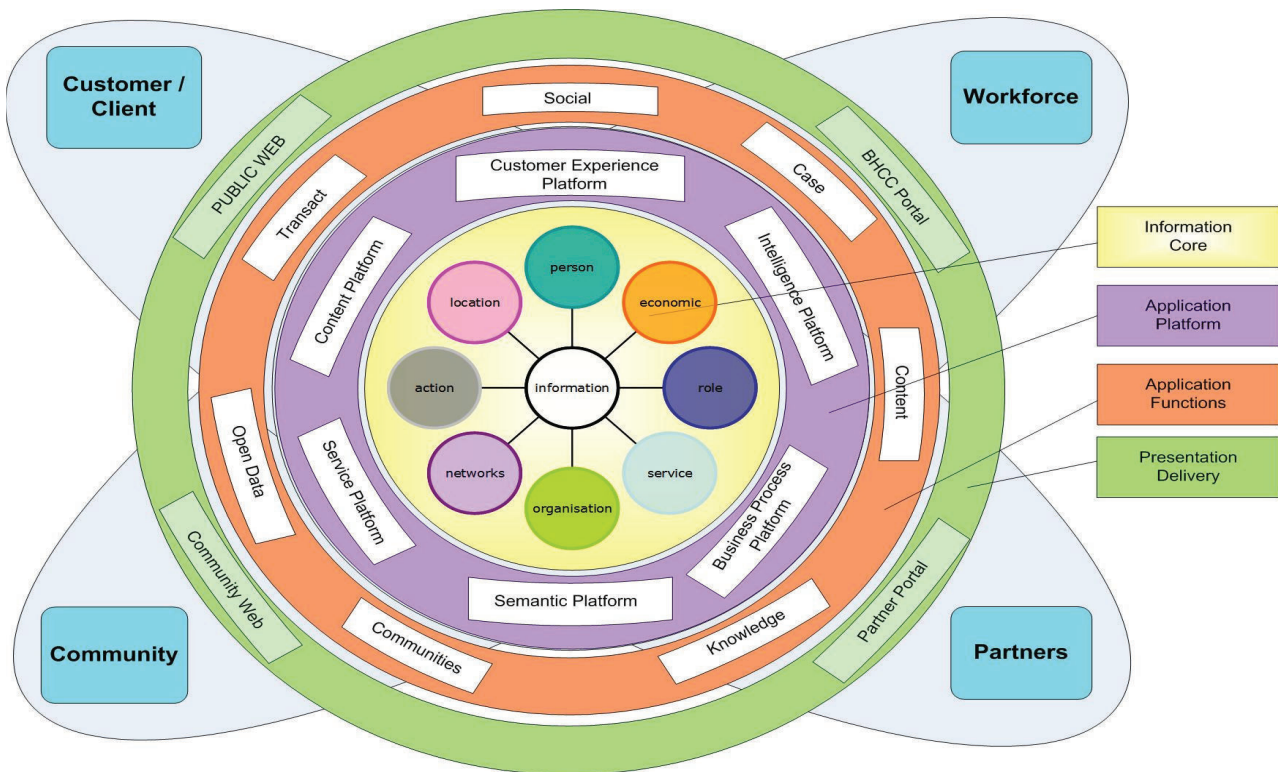 Customer /
Client
Workforce
PUBLIC WEB
BHCC Portal
Social
Transact
Case
Customer Experience
Platform
Content Platform
Intelligence Platform
person
location
economic
action
information
role
networks
service
organisation
Content
Open Data
Service Platform
Business Process
Platform
Semantic Platform
Communities
Knowledge
Community Web
Partner Portal
Community
Partners
Information
Core
Application
Platform
Application
Functions
Presentation
Delivery